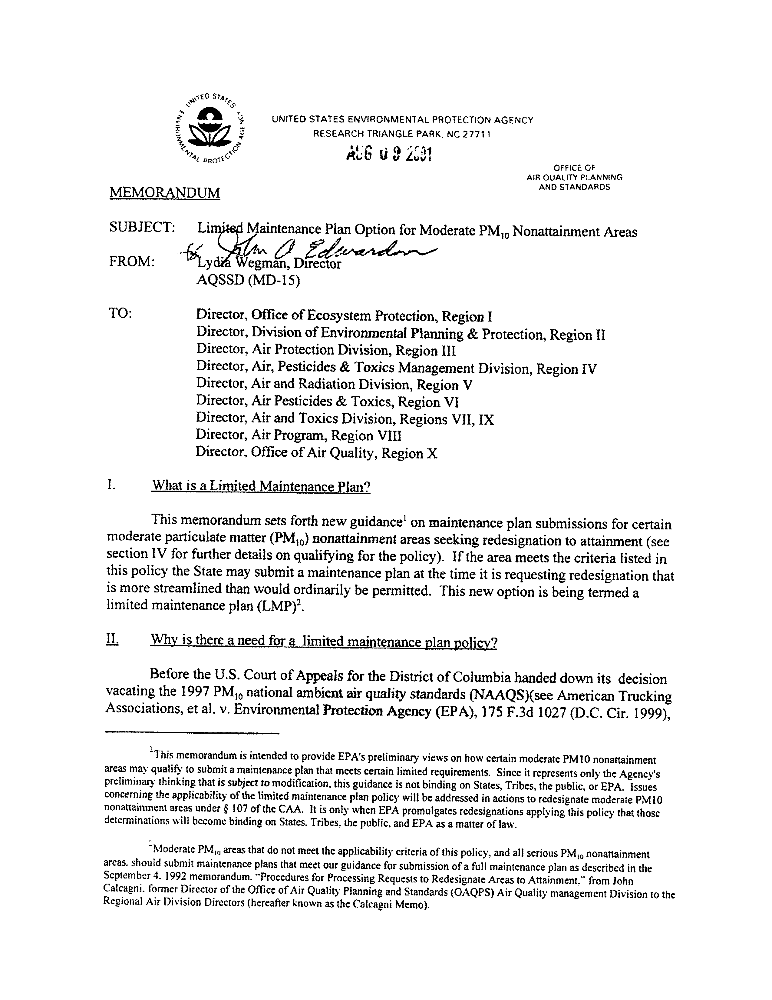 UNITED STATES
ENVIRONMENTAL PROTECTION AGENCY
UNITED STATES ENVIRONMENTAL PROTECTION AGENCY
RESEARCH TRIANGLE PARK, NC 27711
AUG 09 2001
OFFICE OF
AIR QUALITY PLANNING
AND STANDARDS
MEMORANDUM
SUBJECT: Limited Maintenance Plan Option for Moderate PM10 Nonattainment Areas
for John A Edwardson
FROM: Lydia Wegman, Director
AQSSD (MD-15)
TO: Director, Office of Ecosystem Protection, Region I
Director, Division of Environmental Planning & Protection, Region II
Director, Air Protection Division, Region III
Director, Air, Pesticides & Toxics Management Division, Region IV
Director, Air and Radiation Division, Region V
Director, Air Pesticides & Toxics, Region VI
Director, Air and Toxics Division, Regions VII, IX
Director, Air Program, Region VIII
Director, Office of Air Quality, Region X
I. What is a Limited Maintenance Plan?
This memorandum sets forth new guidance1 on maintenance plan submissions for certain
moderate particulate matter (PM10) nonattainment areas seeking redesignation to attainment (see
section IV for further details on qualifying for the policy). If the area meets the criteria listed in
this policy the State may submit a maintenance plan at the time it is requesting redesignation that
is more streamlined than would ordinarily be permitted. This new option is being termed a
limited maintenance plan (LMP)2.
II. Why is there a need for a limited maintenance plan policy?
Before the U.S. Court of Appeals for the District of Columbia handed down its decision
vacating the 1997 PM10 national ambient air quality standards (NAAQS)(see American Trucking
Associations, et al. v. Environmental Protection Agency (EPA), 175 F.3d 1027 (D.C. Cir. 1999),
1This memorandum is intended to provide EPA's preliminary views on how certain moderate PM10 nonattainment
areas may qualify to submit a maintenance plan that meets certain limited requirements. Since it represents only the Agency's
preliminary thinking that is subject to modification, this guidance is not binding on States, Tribes, the public, or EPA. Issues
concerning the applicability of the limited maintenance plan policy will be addressed in actions to redesignate moderate PM10
nonattainment areas under § 107 of the CAA. It is only when EPA promulgates redesignations applying this policy that those
determinations will become binding on States, Tribes, the public, and EPA as a matter of law.
2Moderate PM10 areas that do not meet the applicability criteria of this policy, and all serious PM10 nonattainment
areas. should submit maintenance plans that meet our guidance for submission of a full maintenance plan as described in the
September 4, 1992 memorandum. "Procedures for Processing Requests to Redesignate Areas to Attainment," from John
Calcagni. former Director of the Office of Air Quality Planning and Standards (OAQPS) Air Quality management Division to the
Regional Air Division Directors (hereafter known as the Calcagni Memo).